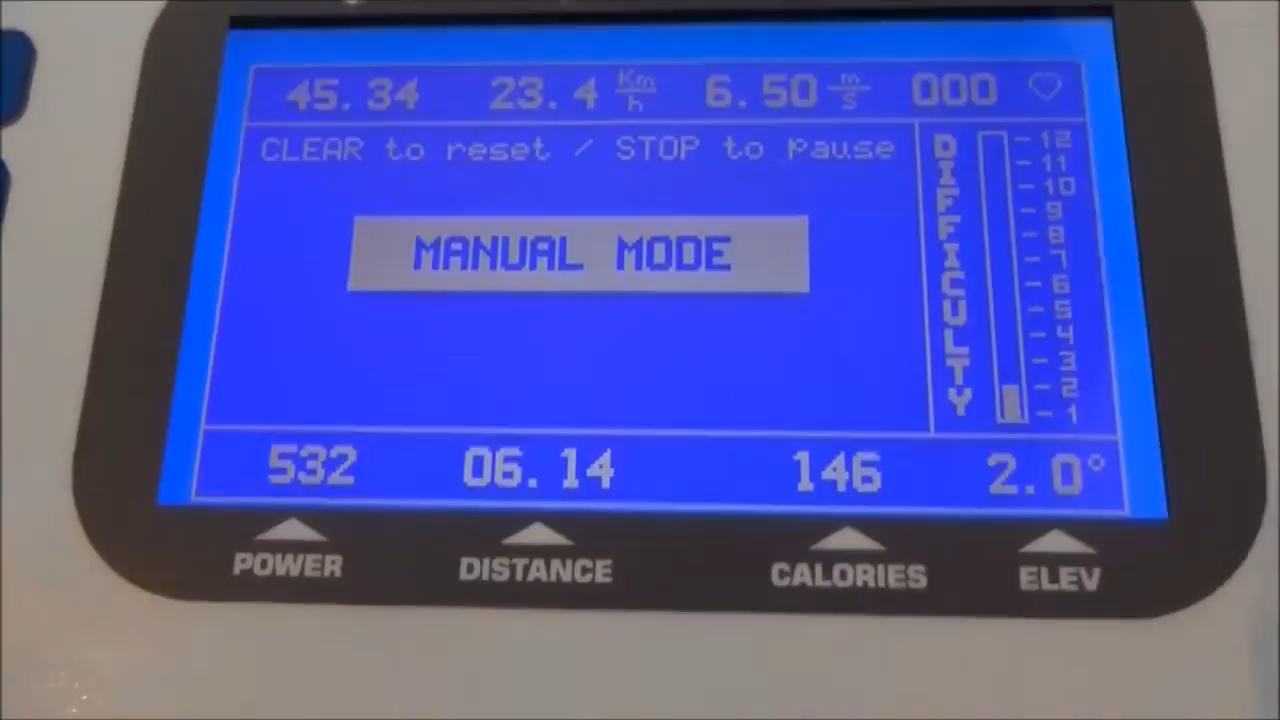 45.34 23.4 Km/h 6.50 m/s 000
CLEAR to reset / STOP to pause
MANUAL MODE
DIFFICULTY
12
11
10
9
8
7
6
5
4
3
2
1
532 06.14 146 2.0°
POWER DISTANCE CALORIES ELEV